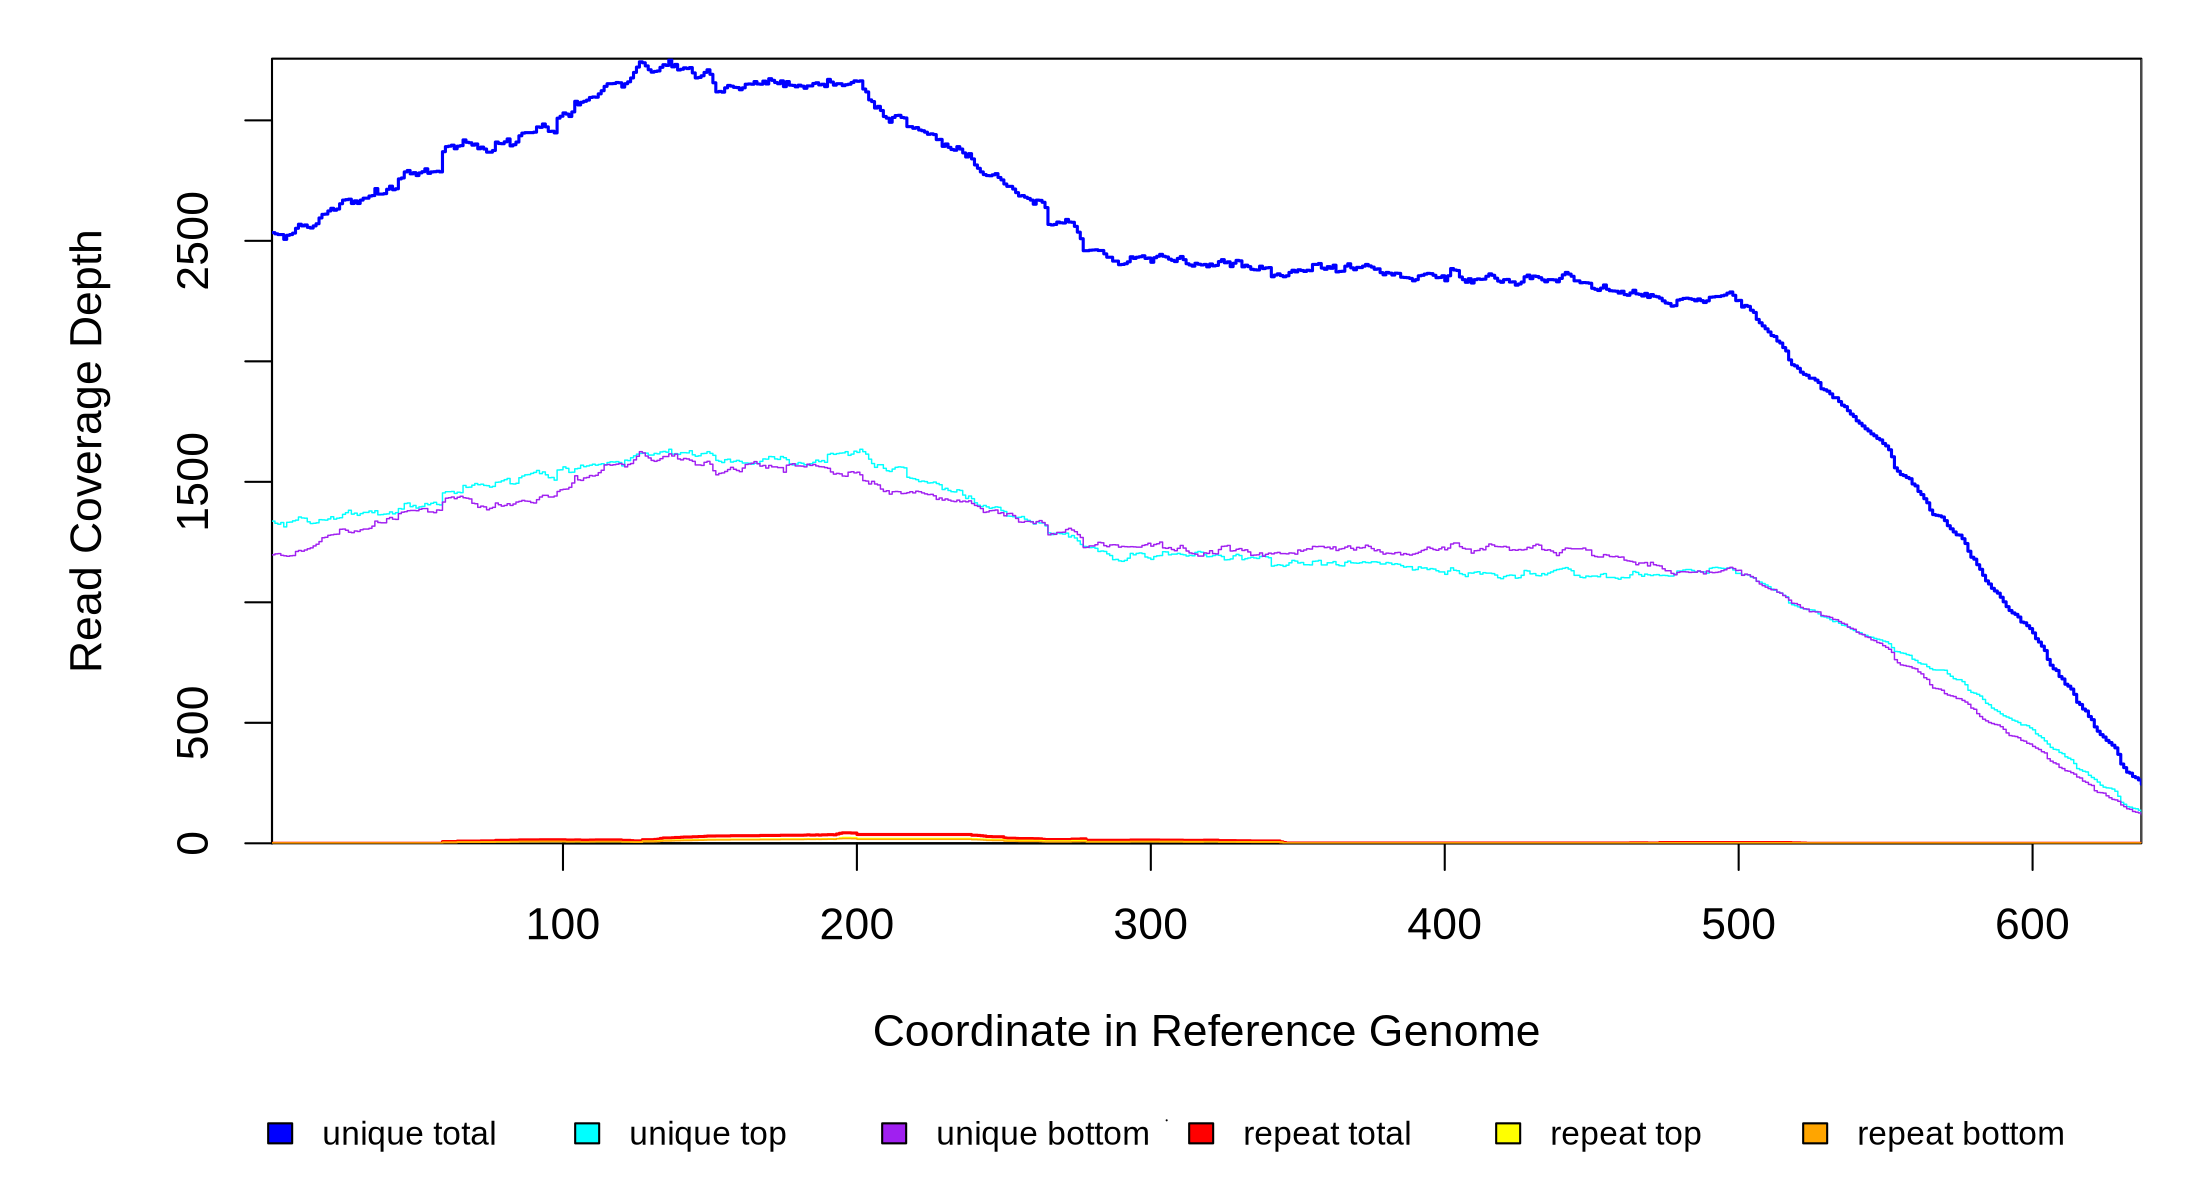 Read Coverage Depth
2500
1500
500
0
100 200 300 400 500 600
Coordinate in Reference Genome
unique total unique top unique bottom repeat total repeat top repeat bottom